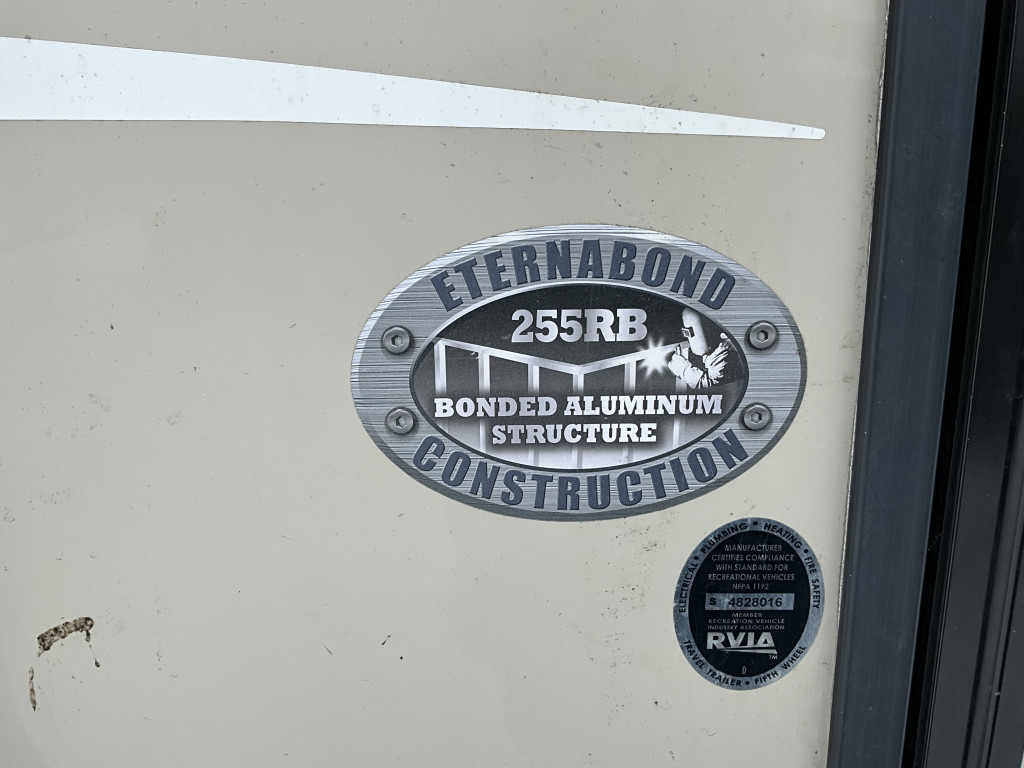 ETERNABOND
255RB
BONDED ALUMINUM
STRUCTURE
CONSTRUCTION
ELECTRICAL • PLUMBING • HEATING • FIRE SAFETY
MANUFACTURER
CERTIFIES COMPLIANCE
WITH STANDARD FOR
RECREATIONAL VEHICLES
NFPA 1192
S 4828016
MEMBER
RECREATION VEHICLE
INDUSTRY ASSOCIATION
RVIA
TM
D
TRAVEL TRAILER • FIFTH WHEEL